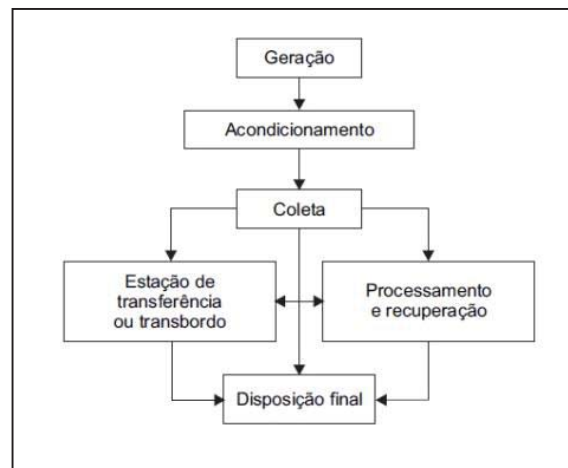 Geração
Acondicionamento
Coleta
Estação de
transferência
ou transbordo
Processamento
e recuperação
Disposição final